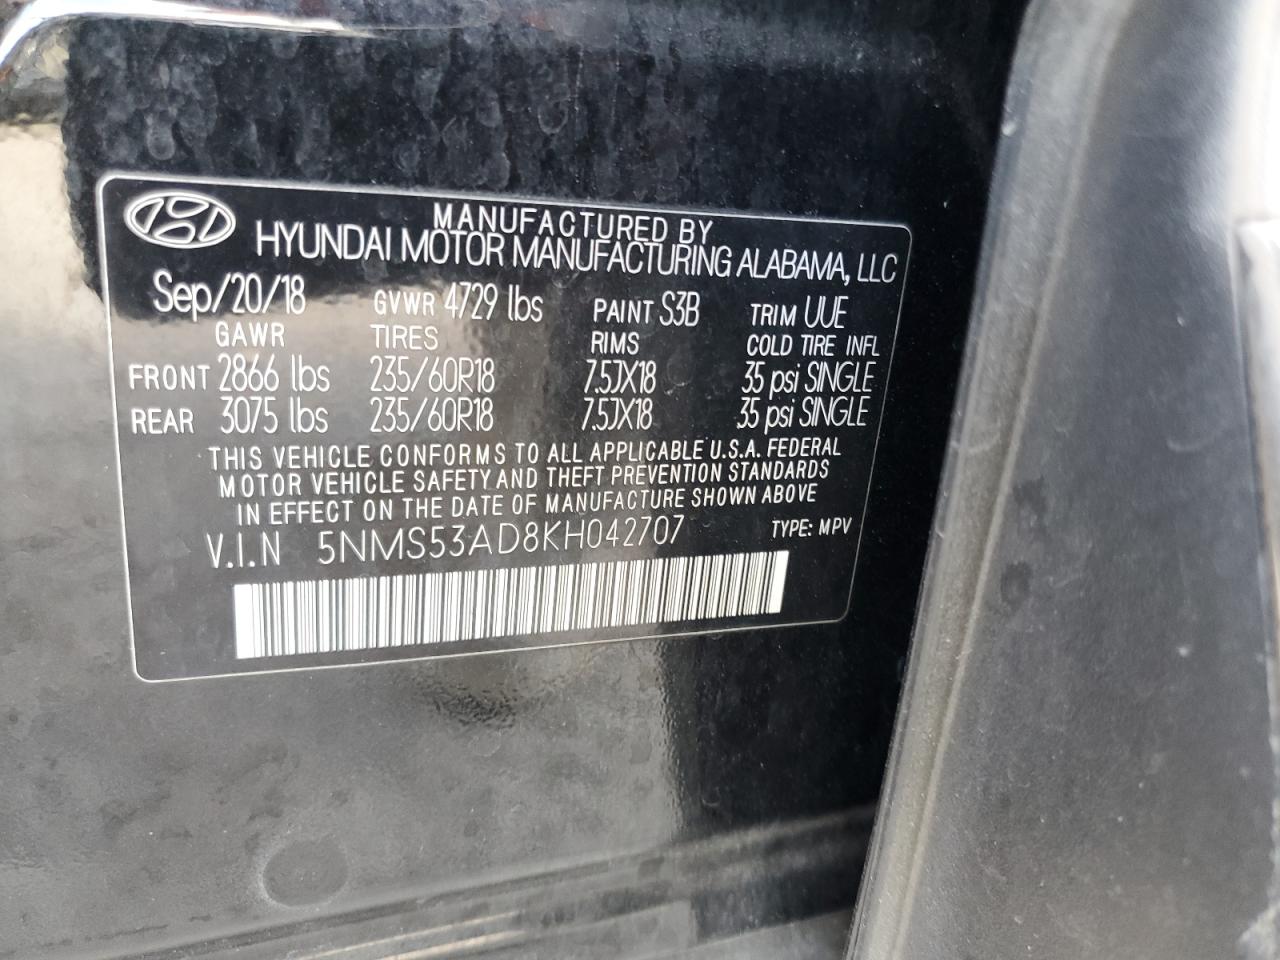 MANUFACTURED BY
HYUNDAI MOTOR MANUFACTURING ALABAMA, LLC
Sep/20/18 GVWR 4729 lbs PAINT S3B TRIM UUE
GAWR TIRES RIMS COLD TIRE INFL
FRONT 2866 lbs 235/60R18 7.5JX18 35 psi SINGLE
REAR 3075 lbs 235/60R18 7.5JX18 35 psi SINGLE
THIS VEHICLE CONFORMS TO ALL APPLICABLE U.S.A. FEDERAL
MOTOR VEHICLE SAFETY AND THEFT PREVENTION STANDARDS
IN EFFECT ON THE DATE OF MANUFACTURE SHOWN ABOVE
V.I.N 5NMS53AD8KH042707 TYPE: MPV